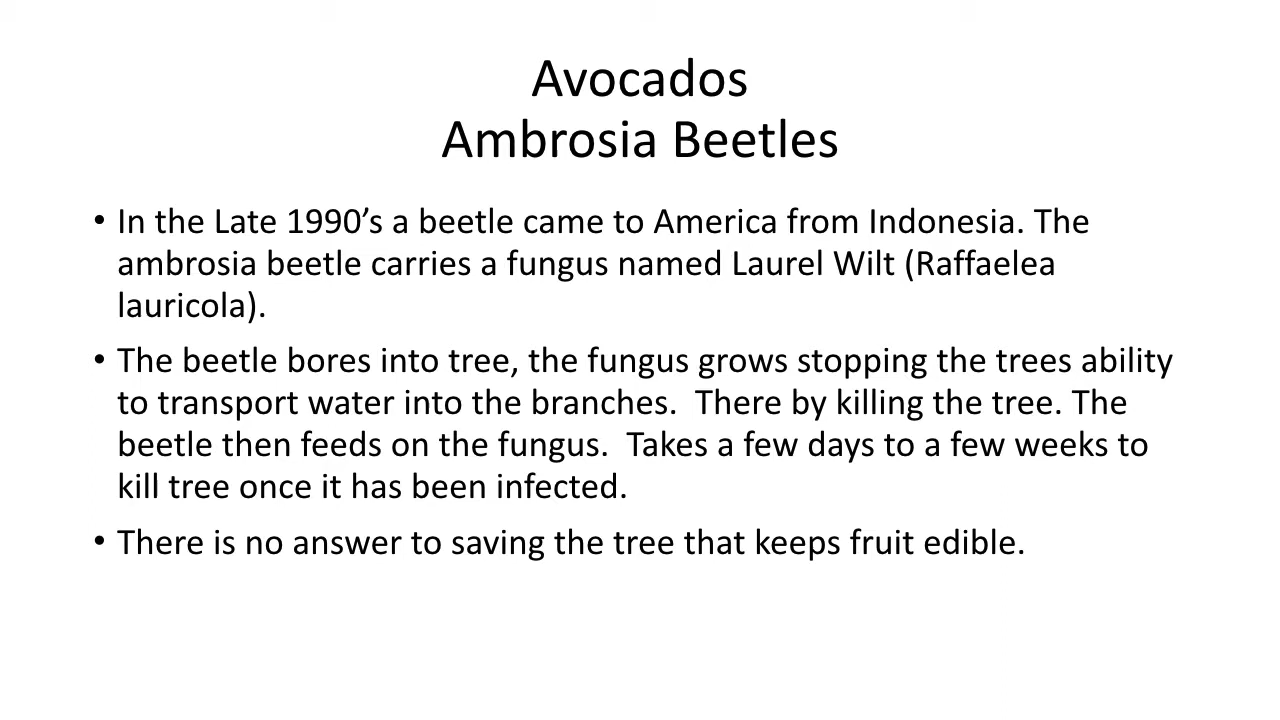 Avocados
Ambrosia Beetles
• In the Late 1990’s a beetle came to America from Indonesia. The
ambrosia beetle carries a fungus named Laurel Wilt (Raffaelea
lauricola).
• The beetle bores into tree, the fungus grows stopping the trees ability
to transport water into the branches.  There by killing the tree. The
beetle then feeds on the fungus.  Takes a few days to a few weeks to
kill tree once it has been infected.
• There is no answer to saving the tree that keeps fruit edible.